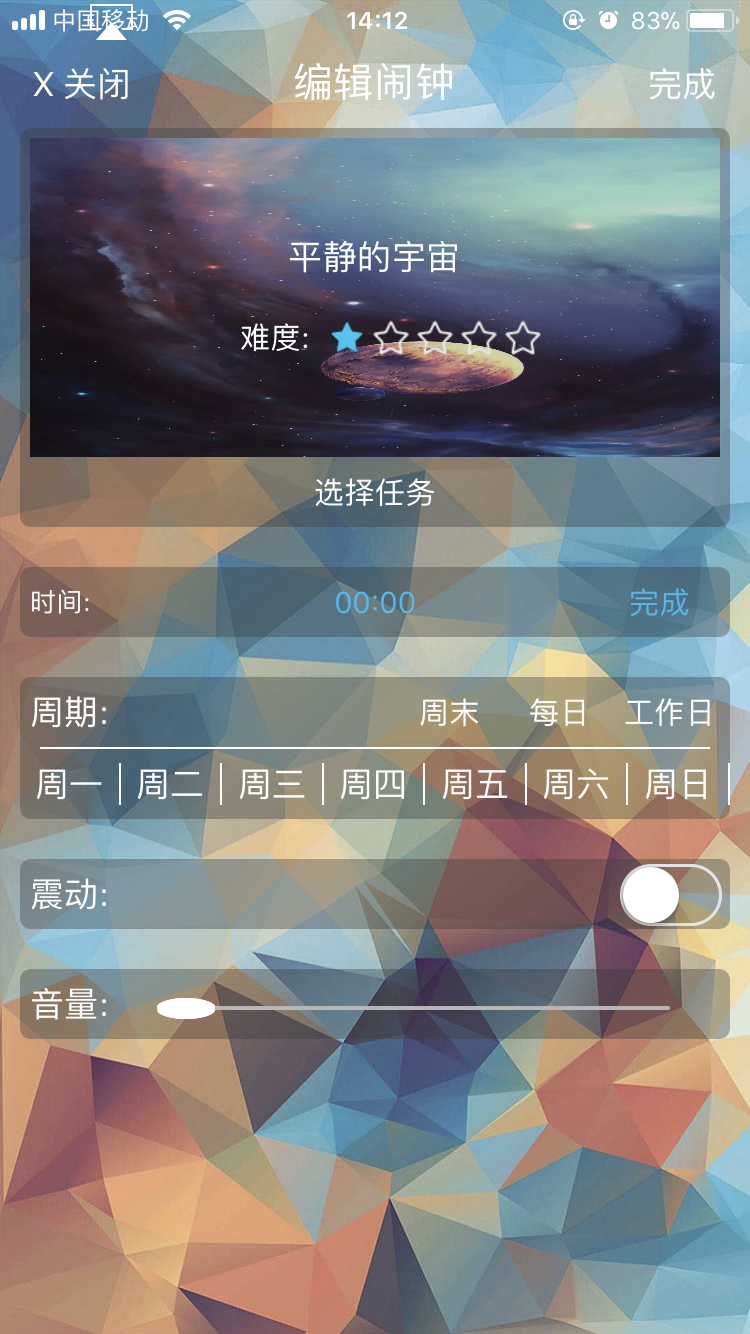 中国移动 14:12 83%
X 关闭 编辑闹钟 完成
平静的宇宙
难度:
选择任务
时间: 00:00 完成
周期: 周末 每日 工作日
周一 周二 周三 周四 周五 周六 周日
震动:
音量: